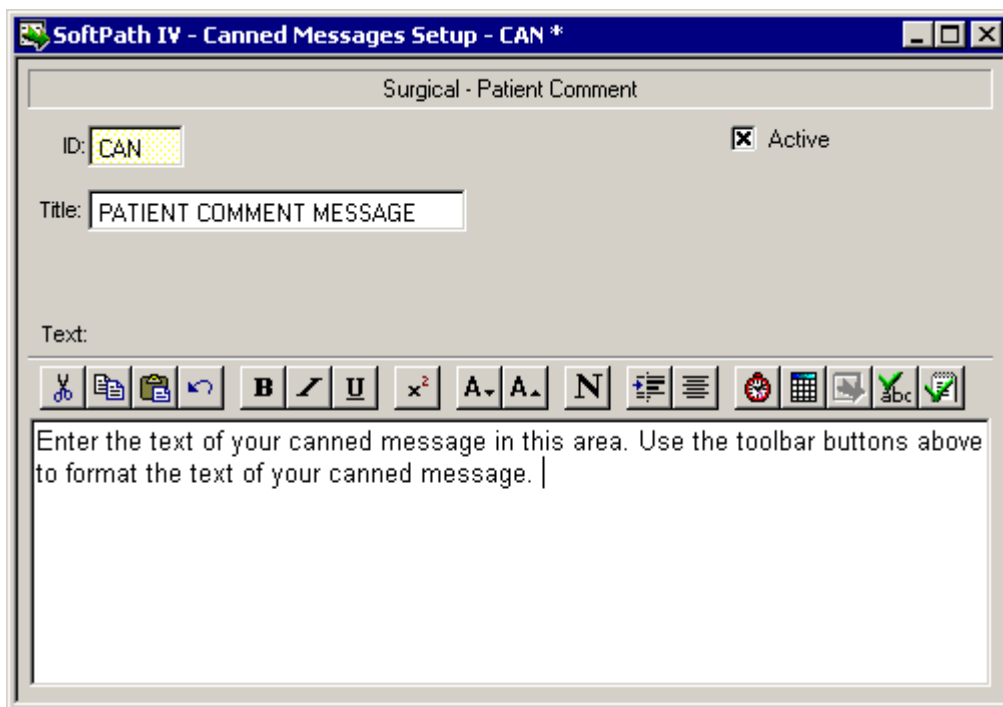 SoftPath IV - Canned Messages Setup - CAN *
Surgical - Patient Comment
ID: CAN
Active
Title: PATIENT COMMENT MESSAGE
Text:
B I U x² A A N abc
Enter the text of your canned message in this area. Use the toolbar buttons above
to format the text of your canned message.